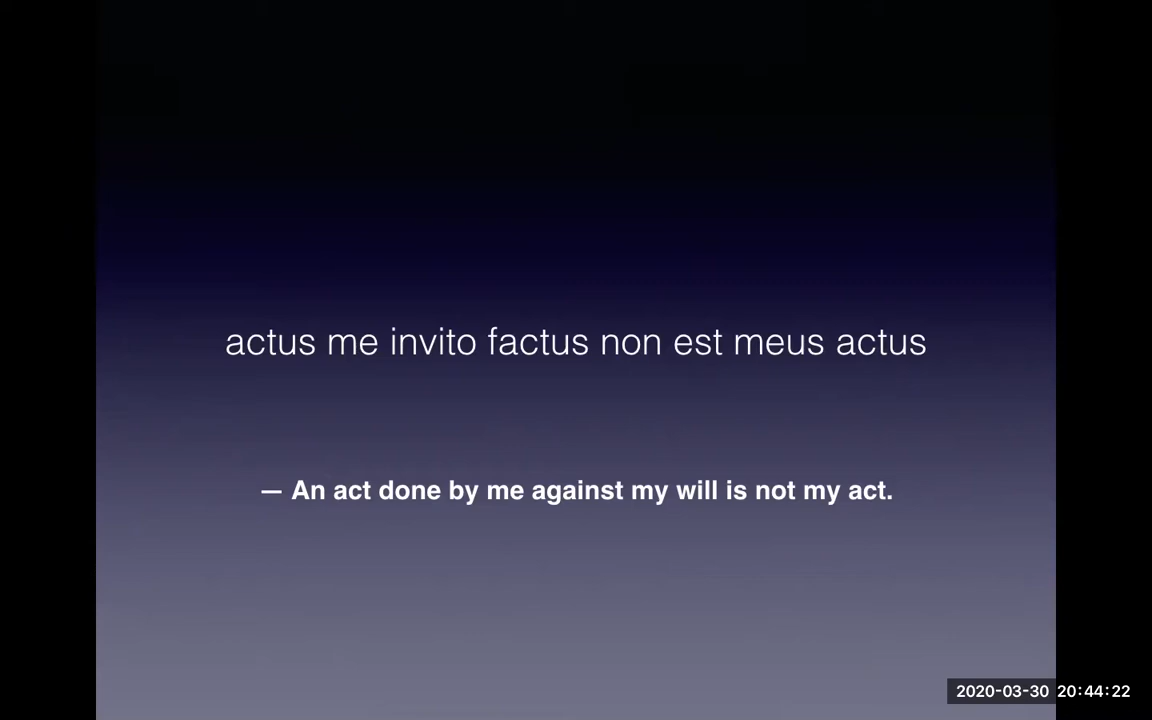 actus me invito factus non est meus actus
— An act done by me against my will is not my act.
2020-03-30 20:44:22